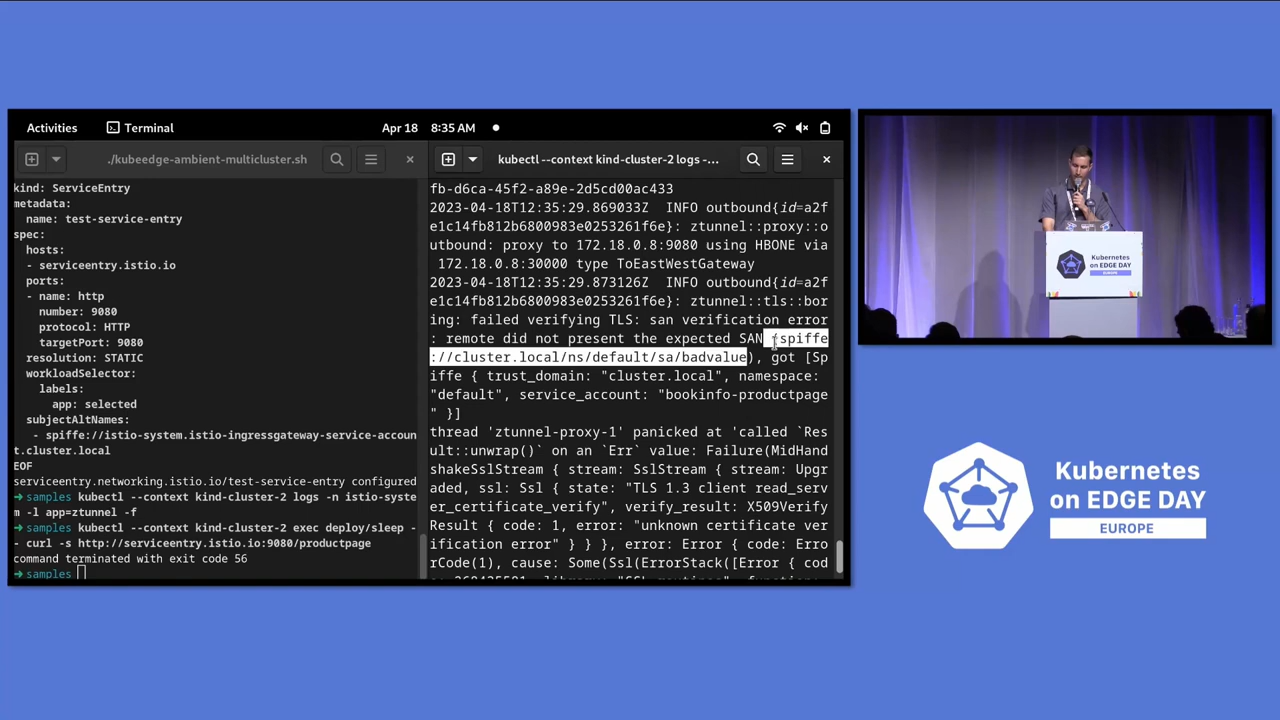 Activities
Terminal
Apr 18 8:35 AM
./kubeedge-ambient-multicluster.sh
kind: ServiceEntry
metadata:
name: test-service-entry
spec:
hosts:
- serviceentry.istio.io
ports:
- name: http
number: 9080
protocol: HTTP
targetPort: 9080
resolution: STATIC
workloadSelector:
labels:
app: selected
subjectAltNames:
- spiffe://istio-system.istio-ingressgateway-service-accoun
t.cluster.local
EOF
serviceentry.networking.istio.io/test-service-entry configured
➜ samples kubectl --context kind-cluster-2 logs -n istio-syste
m -l app=ztunnel -f
➜ samples kubectl --context kind-cluster-2 exec deploy/sleep -
- curl -s http://serviceentry.istio.io:9080/productpage
command terminated with exit code 56
➜ samples
kubectl --context kind-cluster-2 logs -...
fb-d6ca-45f2-a89e-2d5cd00ac433
2023-04-18T12:35:29.869033Z INFO outbound{id=a2f
e1c14fb812b6800983e0253261f6e}: ztunnel::proxy::o
utbound: proxy to 172.18.0.8:9080 using HBONE via
172.18.0.8:30000 type ToEastWestGateway
2023-04-18T12:35:29.873126Z INFO outbound{id=a2f
e1c14fb812b6800983e0253261f6e}: ztunnel::tls::bor
ing: failed verifying TLS: san verification error
: remote did not present the expected SAN (spiffe
://cluster.local/ns/default/sa/badvalue), got [Sp
iffe { trust_domain: "cluster.local", namespace:
"default", service_account: "bookinfo-productpage
" }]
thread 'ztunnel-proxy-1' panicked at 'called `Res
ult::unwrap()` on an `Err` value: Failure(MidHand
shakeSslStream { stream: SslStream { stream: Upgr
aded, ssl: Ssl { state: "TLS 1.3 client read_serv
er_certificate_verify", verify_result: X509Verify
Result { code: 1, error: "unknown certificate ver
ification error" } } }, error: Error { code: Erro
rCode(1), cause: Some(Ssl(ErrorStack([Error { cod
Kubernetes
on EDGE DAY
EUROPE
Kubernetes
on EDGE DAY
EUROPE